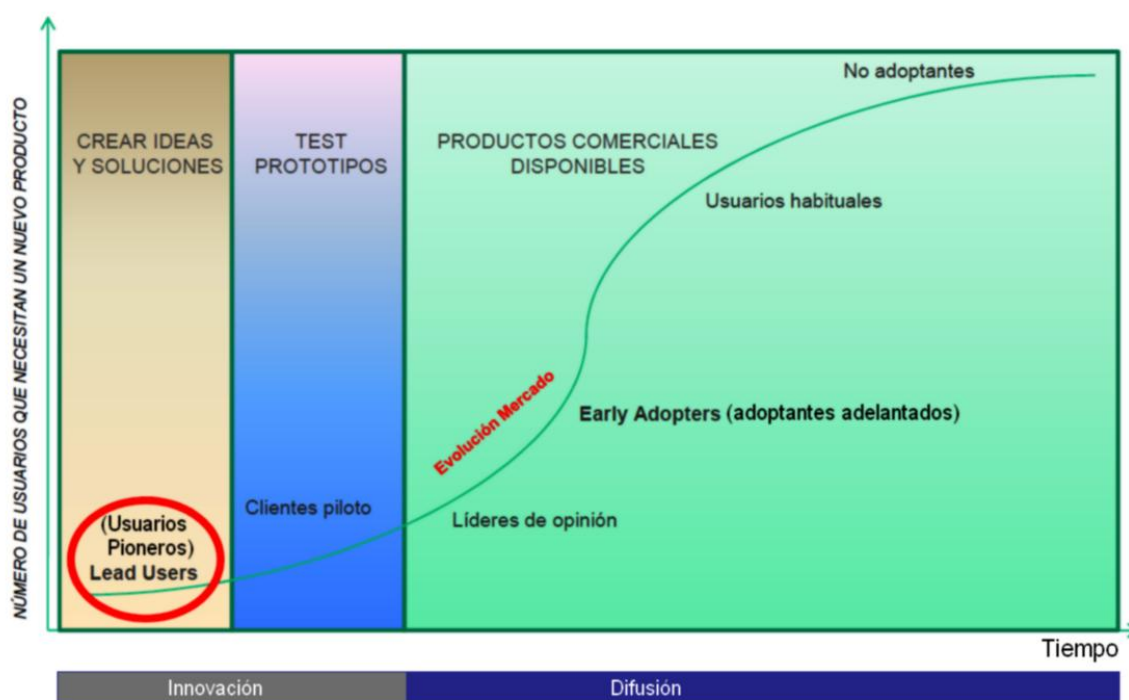 NÚMERO DE USUARIOS QUE NECESITAN UN NUEVO PRODUCTO
CREAR IDEAS
Y SOLUCIONES
TEST
PROTOTIPOS
PRODUCTOS COMERCIALES
DISPONIBLES
No adoptantes
Usuarios habituales
Evolución Mercado
Early Adopters (adoptantes adelantados)
Clientes piloto
Líderes de opinión
(Usuarios
Pioneros)
Lead Users
Tiempo
Innovación
Difusión